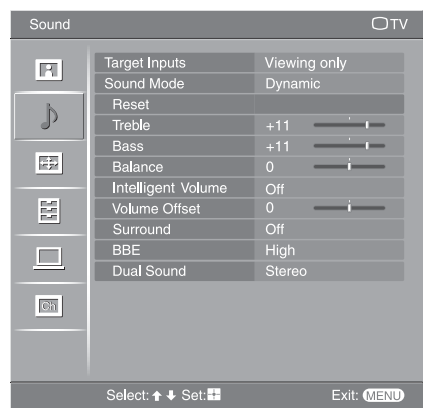 Sound TV
Target Inputs Viewing only
Sound Mode Dynamic
Reset
Treble +11
Bass +11
Balance 0
Intelligent Volume Off
Volume Offset 0
Surround Off
BBE High
Dual Sound Stereo
Ch
Select: Set: Exit: MENU